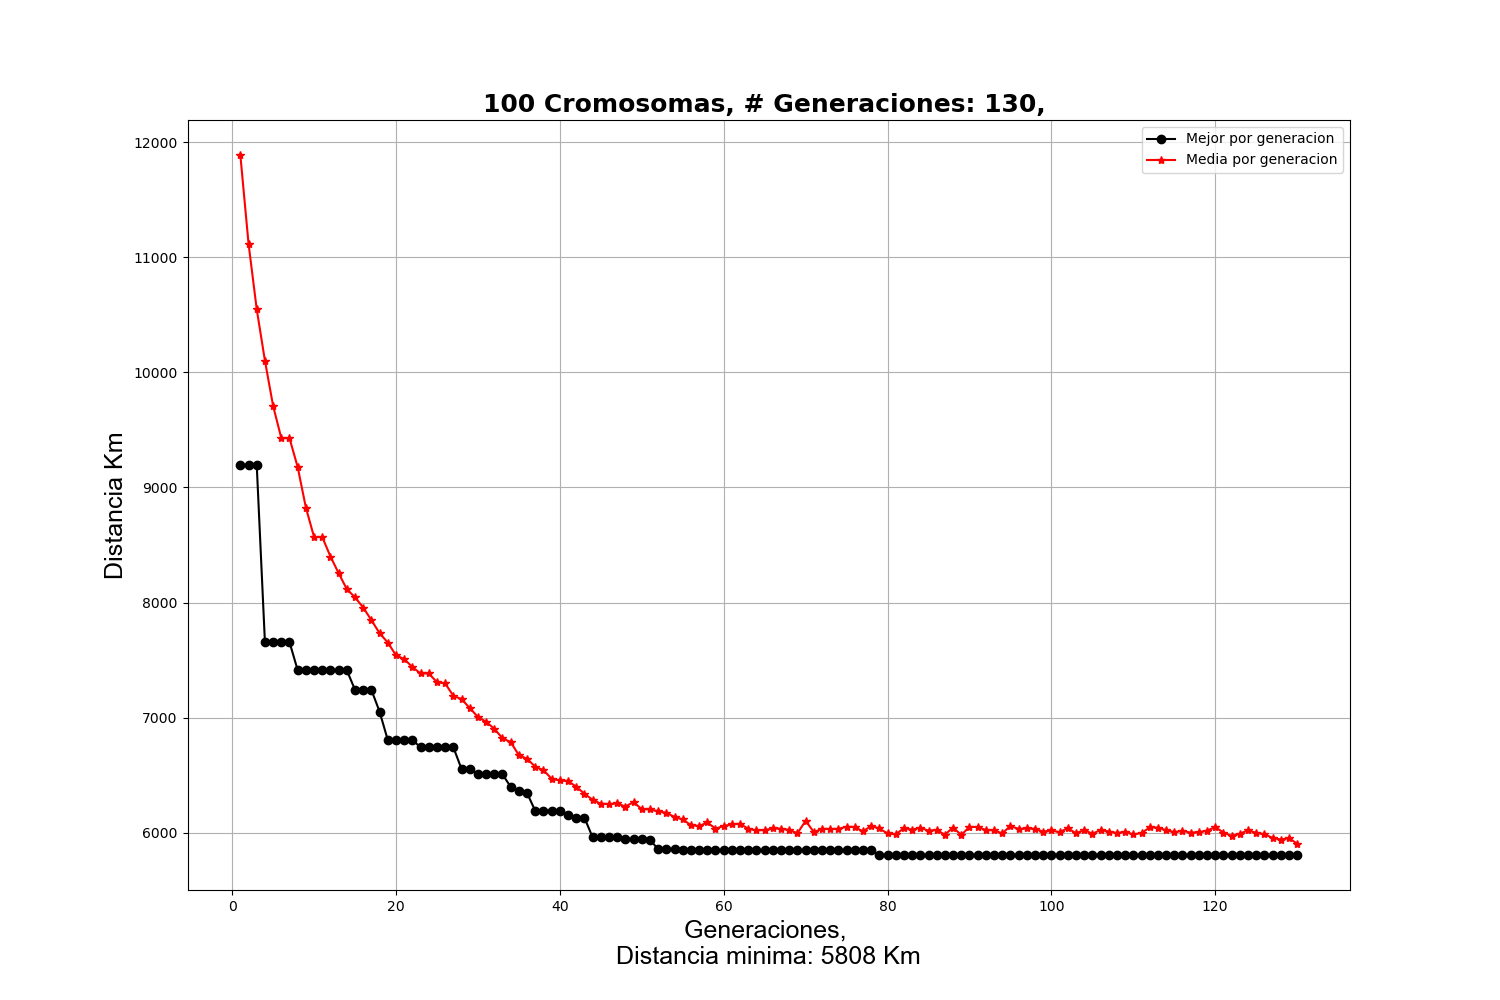 100 Cromosomas, # Generaciones: 130,
Mejor por generacion
Media por generacion
12000
11000
10000
9000
8000
7000
6000
Distancia Km
0 20 40 60 80 100 120
Generaciones,
Distancia minima: 5808 Km